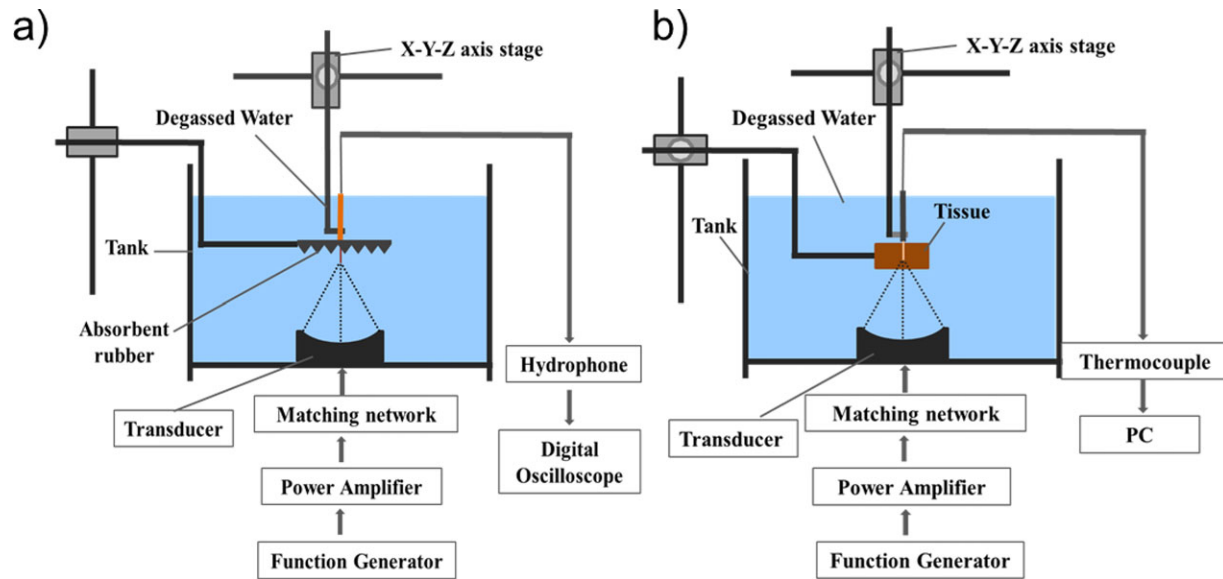 a)
X-Y-Z axis stage
Degassed Water
Tank
Absorbent
rubber
Hydrophone
Transducer
Matching network
Digital
Oscilloscope
Power Amplifier
Function Generator
b)
X-Y-Z axis stage
Degassed Water
Tissue
Tank
Thermocouple
Transducer
Matching network
PC
Power Amplifier
Function Generator